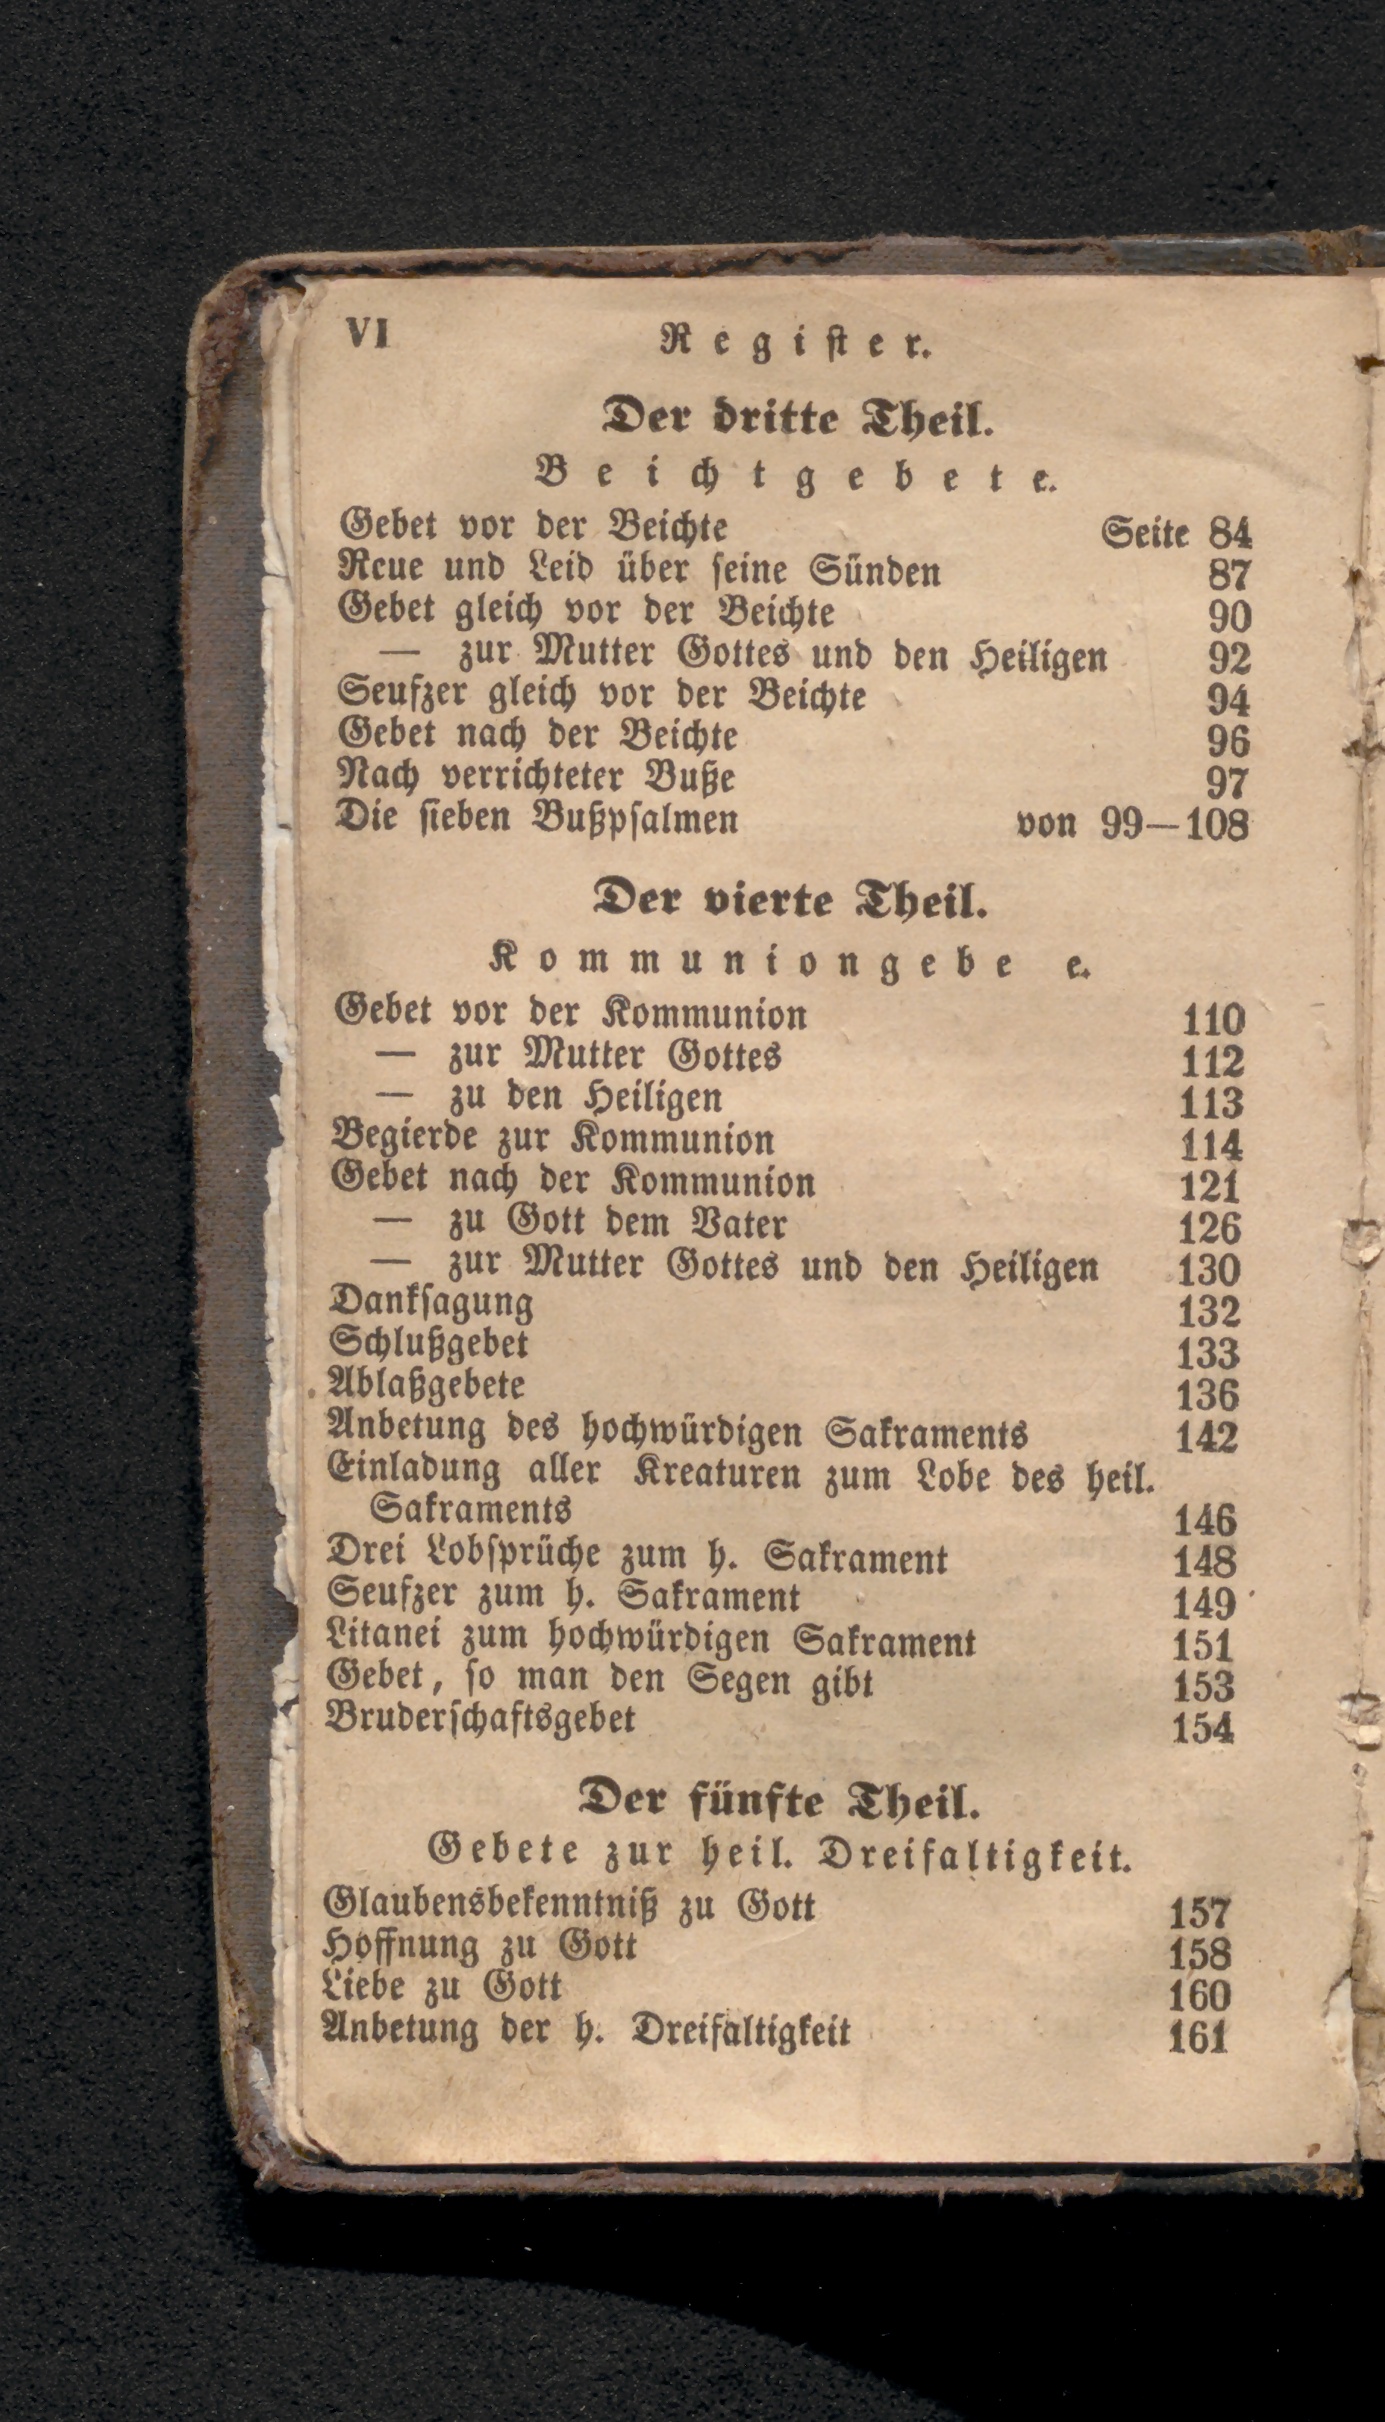 VI Register.
Der dritte Theil.
Beichtgebete.
Gebet vor der Beichte Seite 84
Reue und Leid über seine Sünden 87
Gebet gleich vor der Beichte 90
— zur Mutter Gottes und den Heiligen 92
Seufzer gleich vor der Beichte 94
Gebet nach der Beichte 96
Nach verrichteter Buße 97
Die sieben Bußpsalmen von 99—108
Der vierte Theil.
Kommuniongebe e.
Gebet vor der Kommunion 110
— zur Mutter Gottes 112
— zu den Heiligen 113
Begierde zur Kommunion 114
Gebet nach der Kommunion 121
— zu Gott dem Vater 126
— zur Mutter Gottes und den Heiligen 130
Danksagung 132
Schlußgebet 133
Ablaßgebete 136
Anbetung des hochwürdigen Sakraments 142
Einladung aller Kreaturen zum Lobe des heil.
Sakraments 146
Drei Lobsprüche zum h. Sakrament 148
Seufzer zum h. Sakrament 149
Litanei zum hochwürdigen Sakrament 151
Gebet, so man den Segen gibt 153
Bruderschaftsgebet 154
Der fünfte Theil.
Gebete zur heil. Dreifaltigkeit.
Glaubensbekenntniß zu Gott 157
Hoffnung zu Gott 158
Liebe zu Gott 160
Anbetung der h. Dreifaltigkeit 161